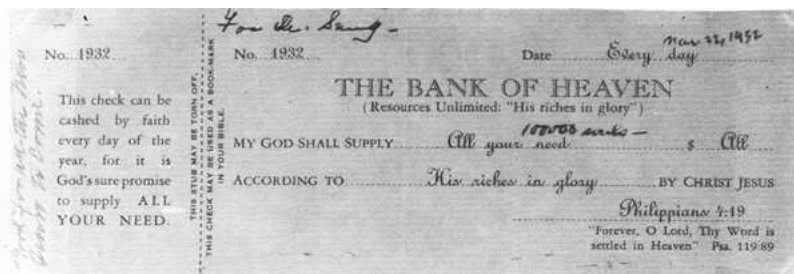 For Dr. Sung -
No. 1932
This check can be
cashed by faith
every day of the
year, for it is
God's sure promise
to supply ALL
YOUR NEED.
THIS STUB MAY BE TORN OFF,
THIS CHECK MAY BE USED AS A BOOK-MARK
IN YOUR BIBLE.
No. 1932
Date Every day
Mar 22, 1952
THE BANK OF HEAVEN
(Resources Unlimited: "His riches in glory")
100000
MY GOD SHALL SUPPLY All your need $ All
ACCORDING TO His riches in glory BY CHRIST JESUS
Philippians 4:19
"Forever, O Lord, Thy Word is
settled in Heaven" Psa. 119:89